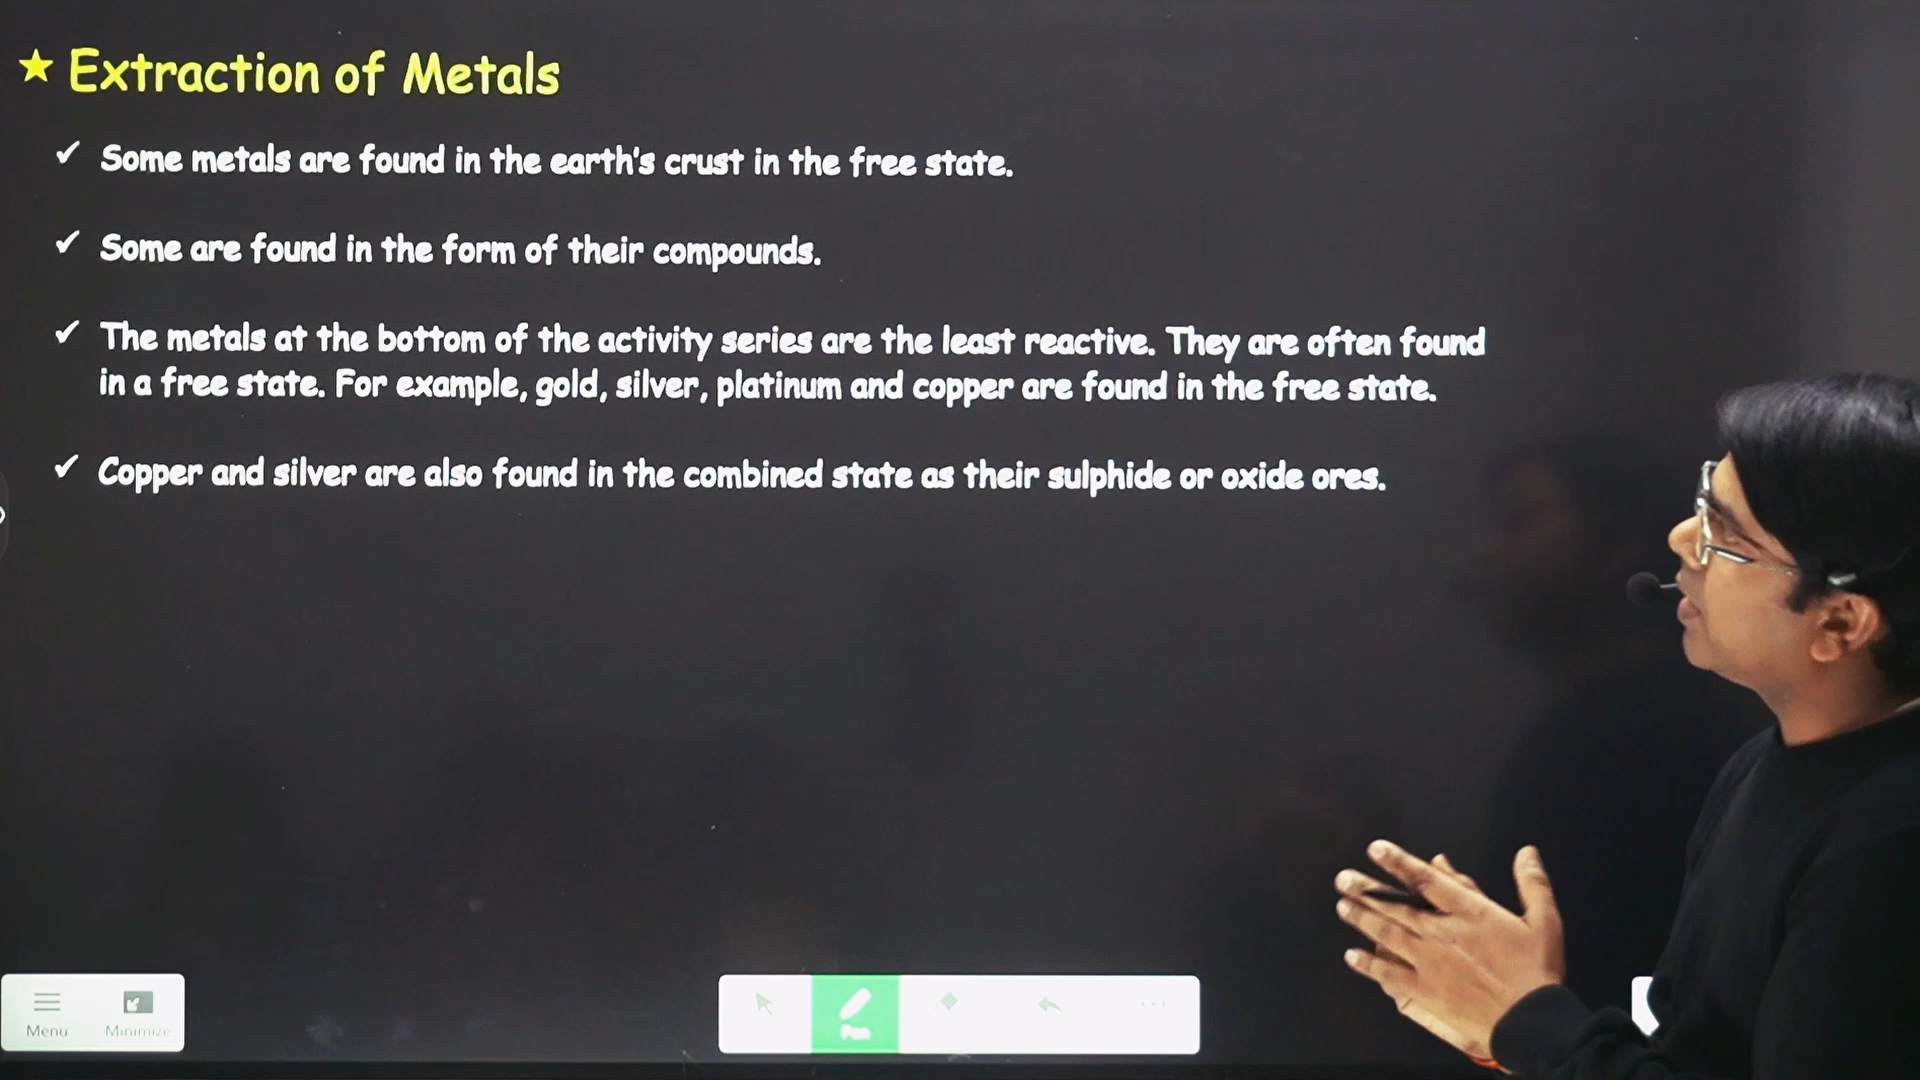 ★ Extraction of Metals
✓ Some metals are found in the earth's crust in the free state.
✓ Some are found in the form of their compounds.
✓ The metals at the bottom of the activity series are the least reactive. They are often found
in a free state. For example, gold, silver, platinum and copper are found in the free state.
✓ Copper and silver are also found in the combined state as their sulphide or oxide ores.
Menu
Minimize
Pen